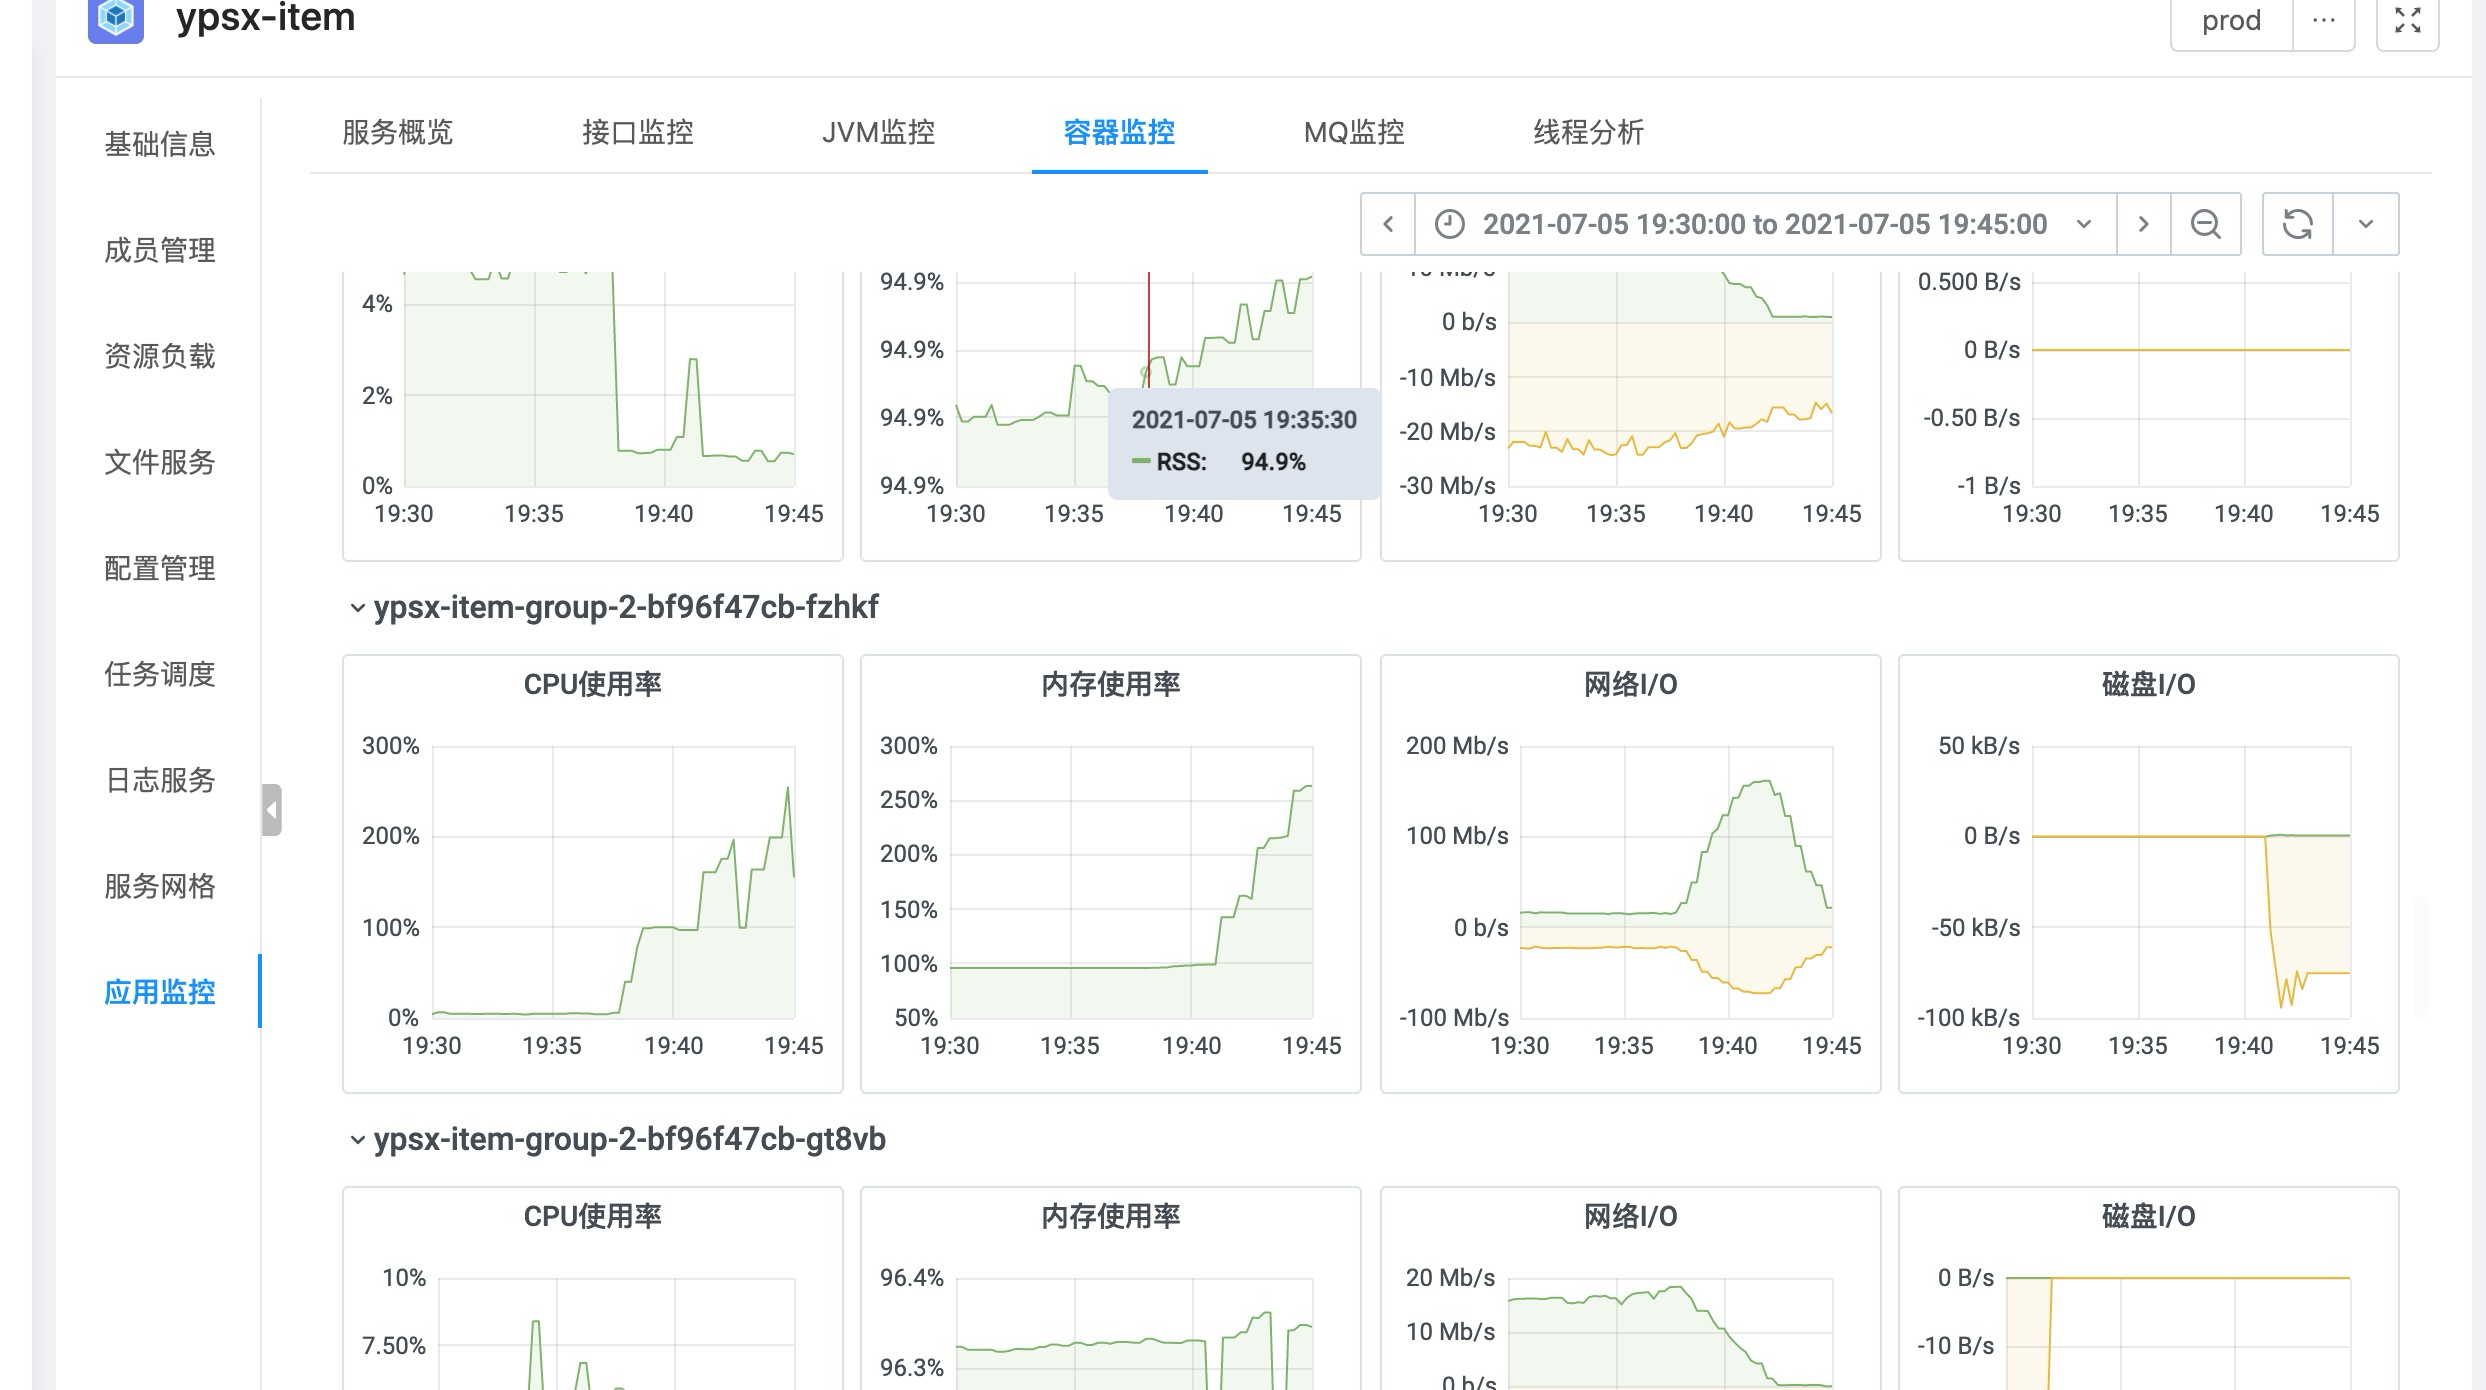 ypsx-item
prod
···
基础信息
成员管理
资源负载
文件服务
配置管理
任务调度
日志服务
服务网格
应用监控
服务概览 接口监控 JVM监控 容器监控 MQ监控 线程分析
2021-07-05 19:30:00 to 2021-07-05 19:45:00
4%
2%
0%
19:30 19:35 19:40 19:45
94.9%
94.9%
94.9%
94.9%
19:30 19:35 19:40 19:45
2021-07-05 19:35:30
RSS: 94.9%
0 b/s
-10 Mb/s
-20 Mb/s
-30 Mb/s
19:30 19:35 19:40 19:45
0.500 B/s
0 B/s
-0.50 B/s
-1 B/s
19:30 19:35 19:40 19:45
ypsx-item-group-2-bf96f47cb-fzhkf
CPU使用率
300%
200%
100%
0%
19:30 19:35 19:40 19:45
内存使用率
300%
250%
200%
150%
100%
50%
19:30 19:35 19:40 19:45
网络I/O
200 Mb/s
100 Mb/s
0 b/s
-100 Mb/s
19:30 19:35 19:40 19:45
磁盘I/O
50 kB/s
0 B/s
-50 kB/s
-100 kB/s
19:30 19:35 19:40 19:45
ypsx-item-group-2-bf96f47cb-gt8vb
CPU使用率
10%
7.50%
内存使用率
96.4%
96.3%
网络I/O
20 Mb/s
10 Mb/s
0 b/s
磁盘I/O
0 B/s
-10 B/s